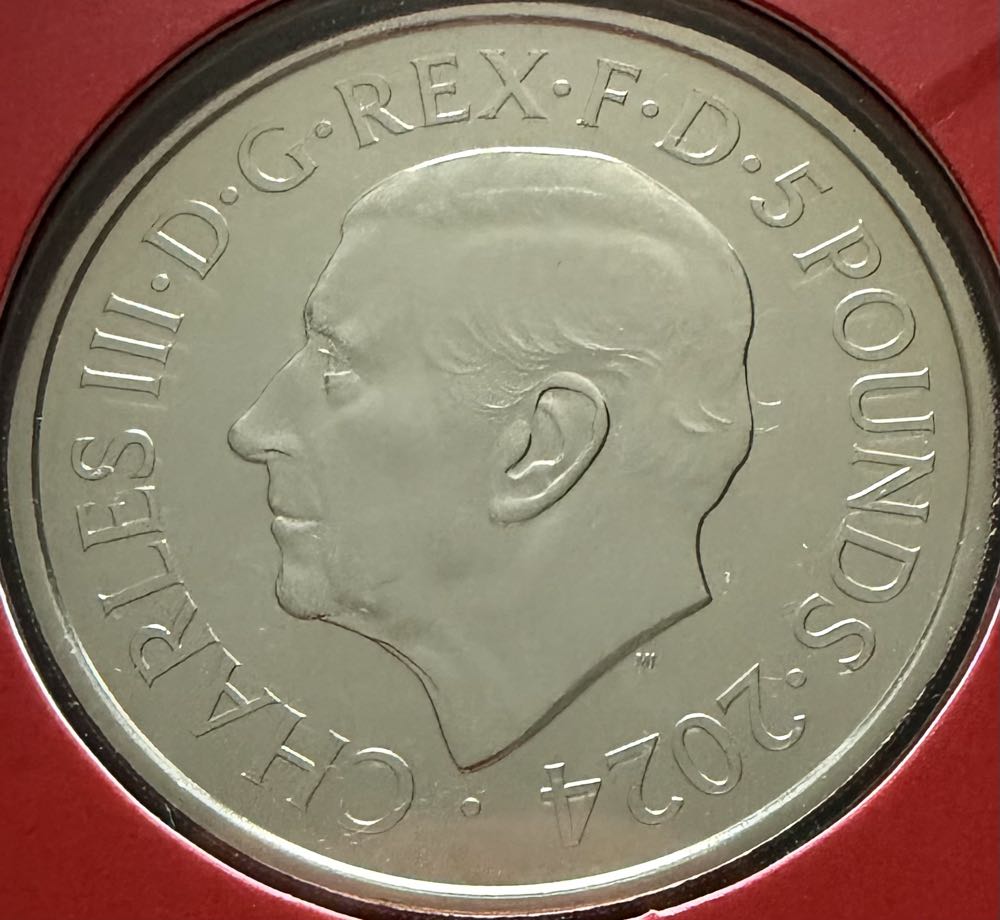 · CHARLES III · D · G · REX · F · D · 5 POUNDS · 2024